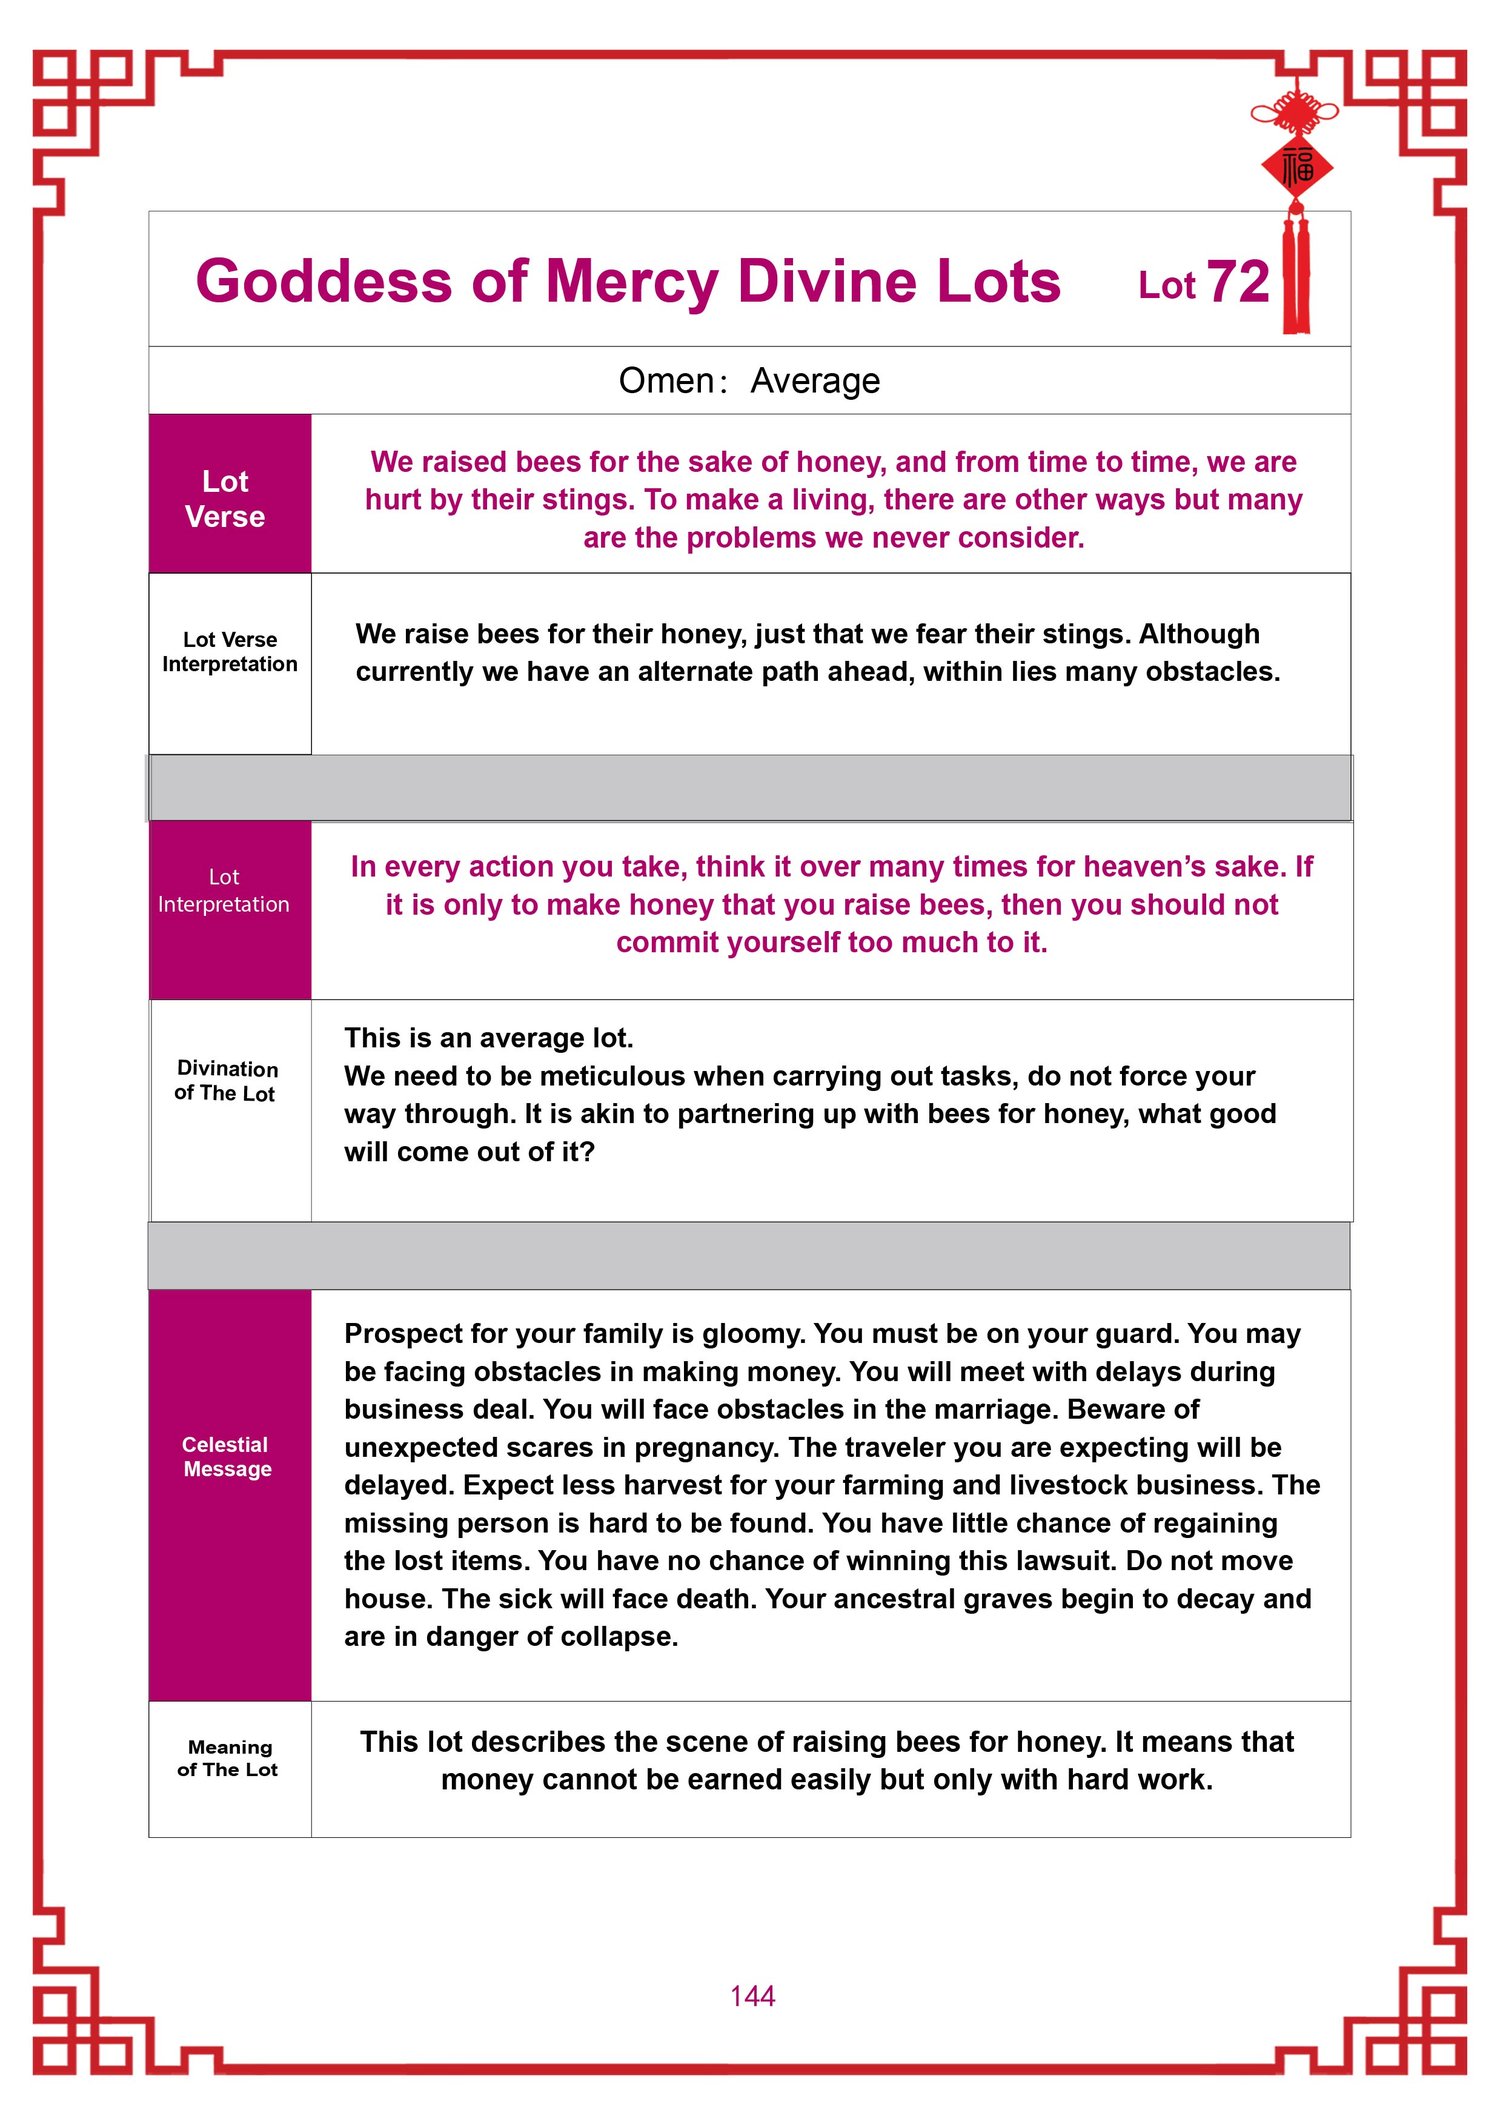 福
Goddess of Mercy Divine Lots Lot 72
Omen：Average
Lot
Verse
We raised bees for the sake of honey, and from time to time, we are
hurt by their stings. To make a living, there are other ways but many
are the problems we never consider.
Lot Verse
Interpretation
We raise bees for their honey, just that we fear their stings. Although
currently we have an alternate path ahead, within lies many obstacles.
Lot
Interpretation
In every action you take, think it over many times for heaven’s sake. If
it is only to make honey that you raise bees, then you should not
commit yourself too much to it.
Divination
of The Lot
This is an average lot.
We need to be meticulous when carrying out tasks, do not force your
way through. It is akin to partnering up with bees for honey, what good
will come out of it?
Celestial
Message
Prospect for your family is gloomy. You must be on your guard. You may
be facing obstacles in making money. You will meet with delays during
business deal. You will face obstacles in the marriage. Beware of
unexpected scares in pregnancy. The traveler you are expecting will be
delayed. Expect less harvest for your farming and livestock business. The
missing person is hard to be found. You have little chance of regaining
the lost items. You have no chance of winning this lawsuit. Do not move
house. The sick will face death. Your ancestral graves begin to decay and
are in danger of collapse.
Meaning
of The Lot
This lot describes the scene of raising bees for honey. It means that
money cannot be earned easily but only with hard work.
144